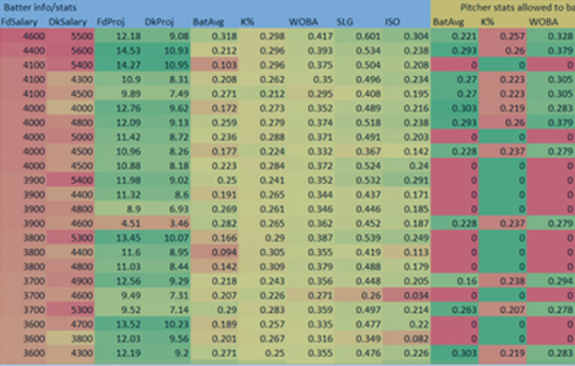 Batter info/stats Pitcher stats allowed to ba
FdSalary DkSalary FdProj DkProj BatAvg K% WOBA SLG ISO BatAvg K% WOBA
4600 5500 12.18 9.08 0.318 0.298 0.417 0.601 0.304 0.221 0.257 0.328
4400 5600 14.53 10.93 0.212 0.296 0.393 0.534 0.238 0.293 0.26 0.379
4100 5400 14.27 10.95 0.103 0.296 0.375 0.504 0.208 0 0 0
4100 4300 10.9 8.31 0.208 0.262 0.35 0.496 0.234 0.27 0.223 0.305
4100 4500 9.89 7.49 0.271 0.212 0.295 0.408 0.195 0.27 0.223 0.305
4000 4000 12.76 9.62 0.172 0.273 0.352 0.489 0.216 0.303 0.219 0.283
4000 4800 12.09 9.13 0.259 0.279 0.374 0.518 0.238 0.293 0.26 0.379
4000 5000 11.42 8.72 0.236 0.288 0.371 0.491 0.203 0 0 0
4000 4500 10.96 8.26 0.177 0.224 0.332 0.367 0.142 0.228 0.237 0.279
4000 4500 10.88 8.18 0.223 0.284 0.372 0.524 0.24 0 0 0
3900 5400 11.98 9.02 0.25 0.241 0.352 0.532 0.291 0 0 0
3900 4400 11.32 8.6 0.191 0.265 0.344 0.437 0.171 0 0 0
3900 4800 8.9 6.93 0.269 0.261 0.346 0.446 0.185 0 0 0
3900 4600 4.51 3.46 0.282 0.265 0.362 0.452 0.187 0.228 0.237 0.279
3800 5300 13.45 10.07 0.166 0.29 0.387 0.539 0.249 0 0 0
3800 4400 11.6 8.95 0.094 0.305 0.355 0.419 0.113 0 0 0
3800 4800 11.03 8.44 0.142 0.309 0.379 0.488 0.179 0 0 0
3700 4900 12.56 9.29 0.218 0.243 0.356 0.448 0.205 0.16 0.238 0.294
3700 4600 9.49 7.31 0.207 0.226 0.271 0.26 0.034 0 0 0
3700 5300 9.52 7.14 0.29 0.283 0.359 0.497 0.214 0.263 0.207 0.278
3600 4700 13.52 10.23 0.189 0.257 0.335 0.477 0.22 0 0 0
3600 3800 12.03 9.56 0.201 0.267 0.316 0.349 0.082 0 0 0
3600 4300 12.19 9.2 0.271 0.25 0.355 0.476 0.226 0.303 0.219 0.283